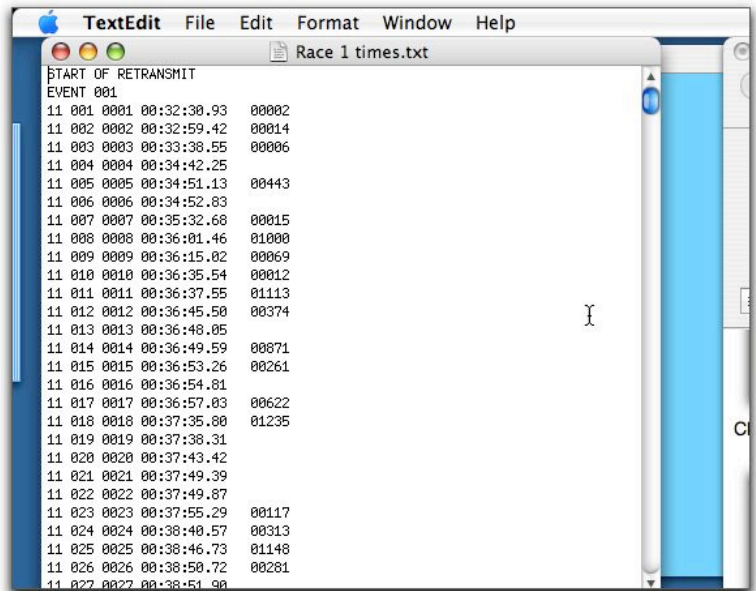 TextEdit File Edit Format Window Help
Race 1 times.txt
START OF RETRANSMIT
EVENT 001
11 001 0001 00:32:30.93 00002
11 002 0002 00:32:59.42 00014
11 003 0003 00:33:38.55 00006
11 004 0004 00:34:42.25
11 005 0005 00:34:51.13 00443
11 006 0006 00:34:52.83
11 007 0007 00:35:32.68 00015
11 008 0008 00:36:01.46 01000
11 009 0009 00:36:15.02 00069
11 010 0010 00:36:35.54 00012
11 011 0011 00:36:37.55 01113
11 012 0012 00:36:45.50 00374
11 013 0013 00:36:48.05
11 014 0014 00:36:49.59 00871
11 015 0015 00:36:53.26 00261
11 016 0016 00:36:54.81
11 017 0017 00:36:57.03 00622
11 018 0018 00:37:35.80 01235
11 019 0019 00:37:38.31
11 020 0020 00:37:43.42
11 021 0021 00:37:49.39
11 022 0022 00:37:49.87
11 023 0023 00:37:55.29 00117
11 024 0024 00:38:40.57 00313
11 025 0025 00:38:46.73 01148
11 026 0026 00:38:50.72 00281
11 027 0027 00:38:51.90